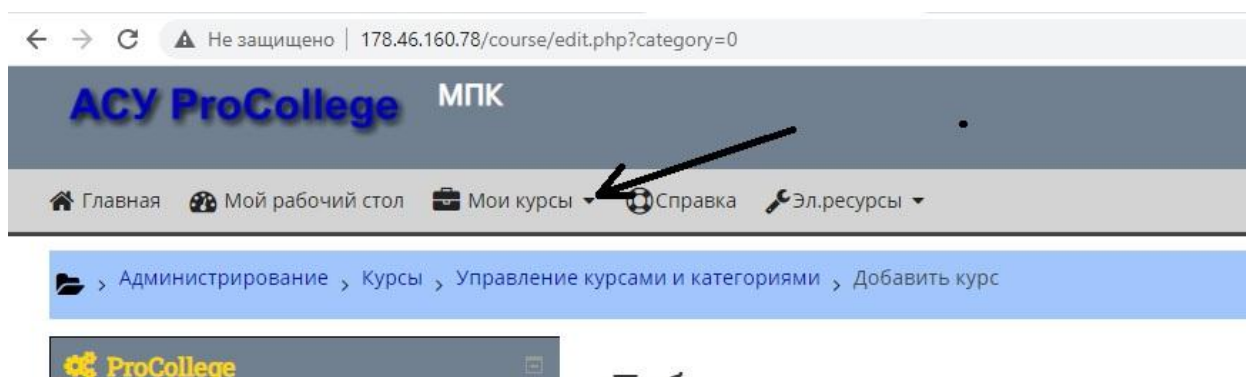 Не защищено | 178.46.160.78/course/edit.php?category=0
АСУ ProCollege МПК
Главная Мой рабочий стол Мои курсы Справка Эл.ресурсы
Администрирование Курсы Управление курсами и категориями Добавить курс
ProCollege